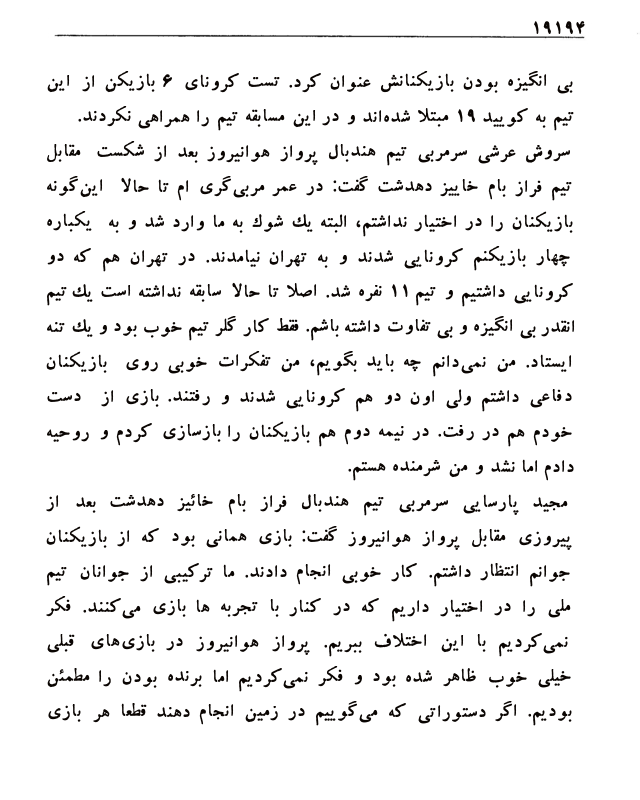 ۱۹۱۹۴
بی انگیزه بودن بازیکنانش عنوان کرد. تست کرونای ۶ بازیکن از این
تیم به کویید ۱۹ مبتلا شده‌اند و در این مسابقه تیم را همراهی نکردند.
سروش عرشی سرمربی تیم هندبال پرواز هوانیروز بعد از شکست مقابل
تیم فراز بام خاییز دهدشت گفت: در عمر مربی‌گری ام تا حالا این‌گونه
بازیکنان را در اختیار نداشتم، البته یك شوك به ما وارد شد و به یکباره
چهار بازیکنم کرونایی شدند و به تهران نیامدند. در تهران هم که دو
کرونایی داشتیم و تیم ۱۱ نفره شد. اصلا تا حالا سابقه نداشته است یك تیم
انقدر بی انگیزه و بی تفاوت داشته باشم. فقط کار گلر تیم خوب بود و یك تنه
ایستاد. من نمی‌دانم چه باید بگویم، من تفکرات خوبی روی بازیکنان
دفاعی داشتم ولی اون دو هم کرونایی شدند و رفتند. بازی از دست
خودم هم در رفت. در نیمه دوم هم بازیکنان را بازسازی کردم و روحیه
دادم اما نشد و من شرمنده هستم.
مجید پارسایی سرمربی تیم هندبال فراز بام خائیز دهدشت بعد از
پیروزی مقابل پرواز هوانیروز گفت: بازی همانی بود که از بازیکنان
جوانم انتظار داشتم. کار خوبی انجام دادند. ما ترکیبی از جوانان تیم
ملی را در اختیار داریم که در کنار با تجربه ها بازی می‌کنند. فکر
نمی‌کردیم با این اختلاف ببریم. پرواز هوانیروز در بازی‌های قبلی
خیلی خوب ظاهر شده بود و فکر نمی‌کردیم اما برنده بودن را مطمئن
بودیم. اگر دستوراتی که می‌گوییم در زمین انجام دهند قطعا هر بازی